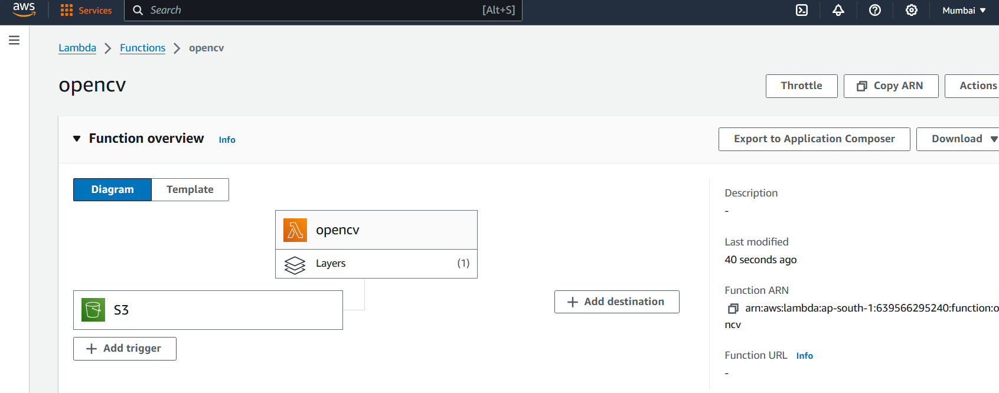 aws Services Search [Alt+S] Mumbai
Lambda Functions opencv
opencv
Throttle Copy ARN Actions
Function overview Info
Export to Application Composer Download
Diagram Template
opencv
Layers (1)
S3
Add trigger
Add destination
Description
-
Last modified
40 seconds ago
Function ARN
arn:aws:lambda:ap-south-1:639566295240:function:o
ncv
Function URL Info
-